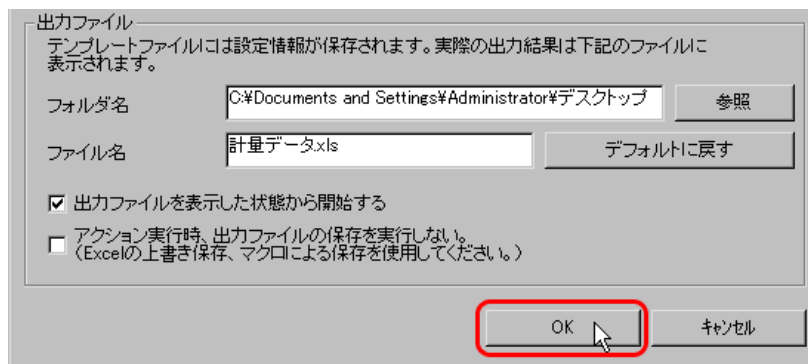 出力ファイル
テンプレートファイルには設定情報が保存されます。実際の出力結果は下記のファイルに
表示されます。
フォルダ名 C:¥Documents and Settings¥Administrator¥デスクトップ 参照
ファイル名 計量データ.xls デフォルトに戻す
出力ファイルを表示した状態から開始する
アクション実行時、出力ファイルの保存を実行しない。
（Excelの上書き保存、マクロによる保存を使用してください。）
OK キャンセル